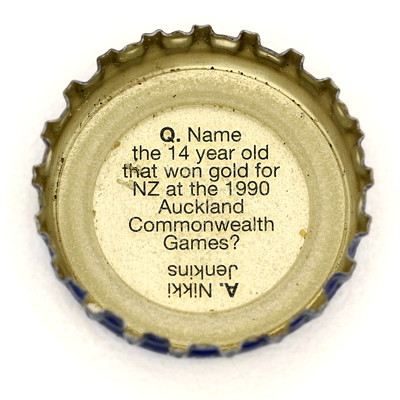 Q. Name
the 14 year old
that won gold for
NZ at the 1990
Auckland
Commonwealth
Games?
A. Nikki
Jenkins